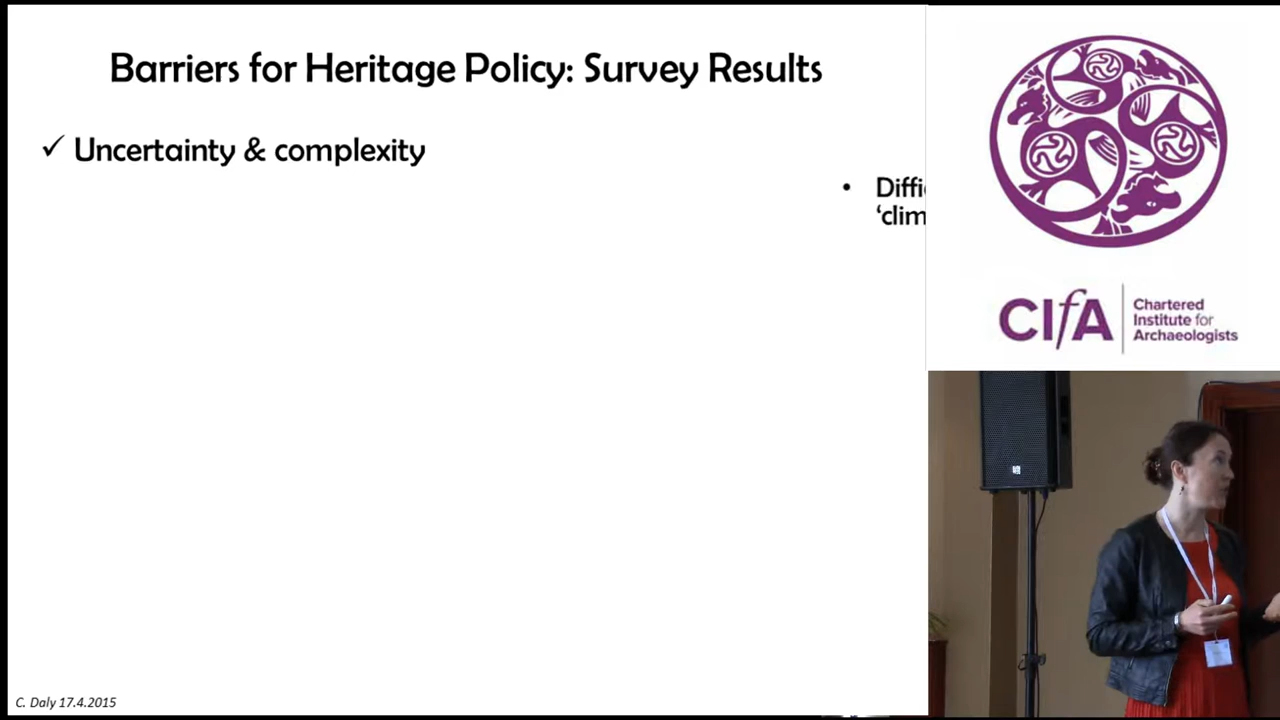 Barriers for Heritage Policy: Survey Results
✓ Uncertainty & complexity
•
C. Daly 17.4.2015
CIfA
Chartered
Institute for
Archaeologists